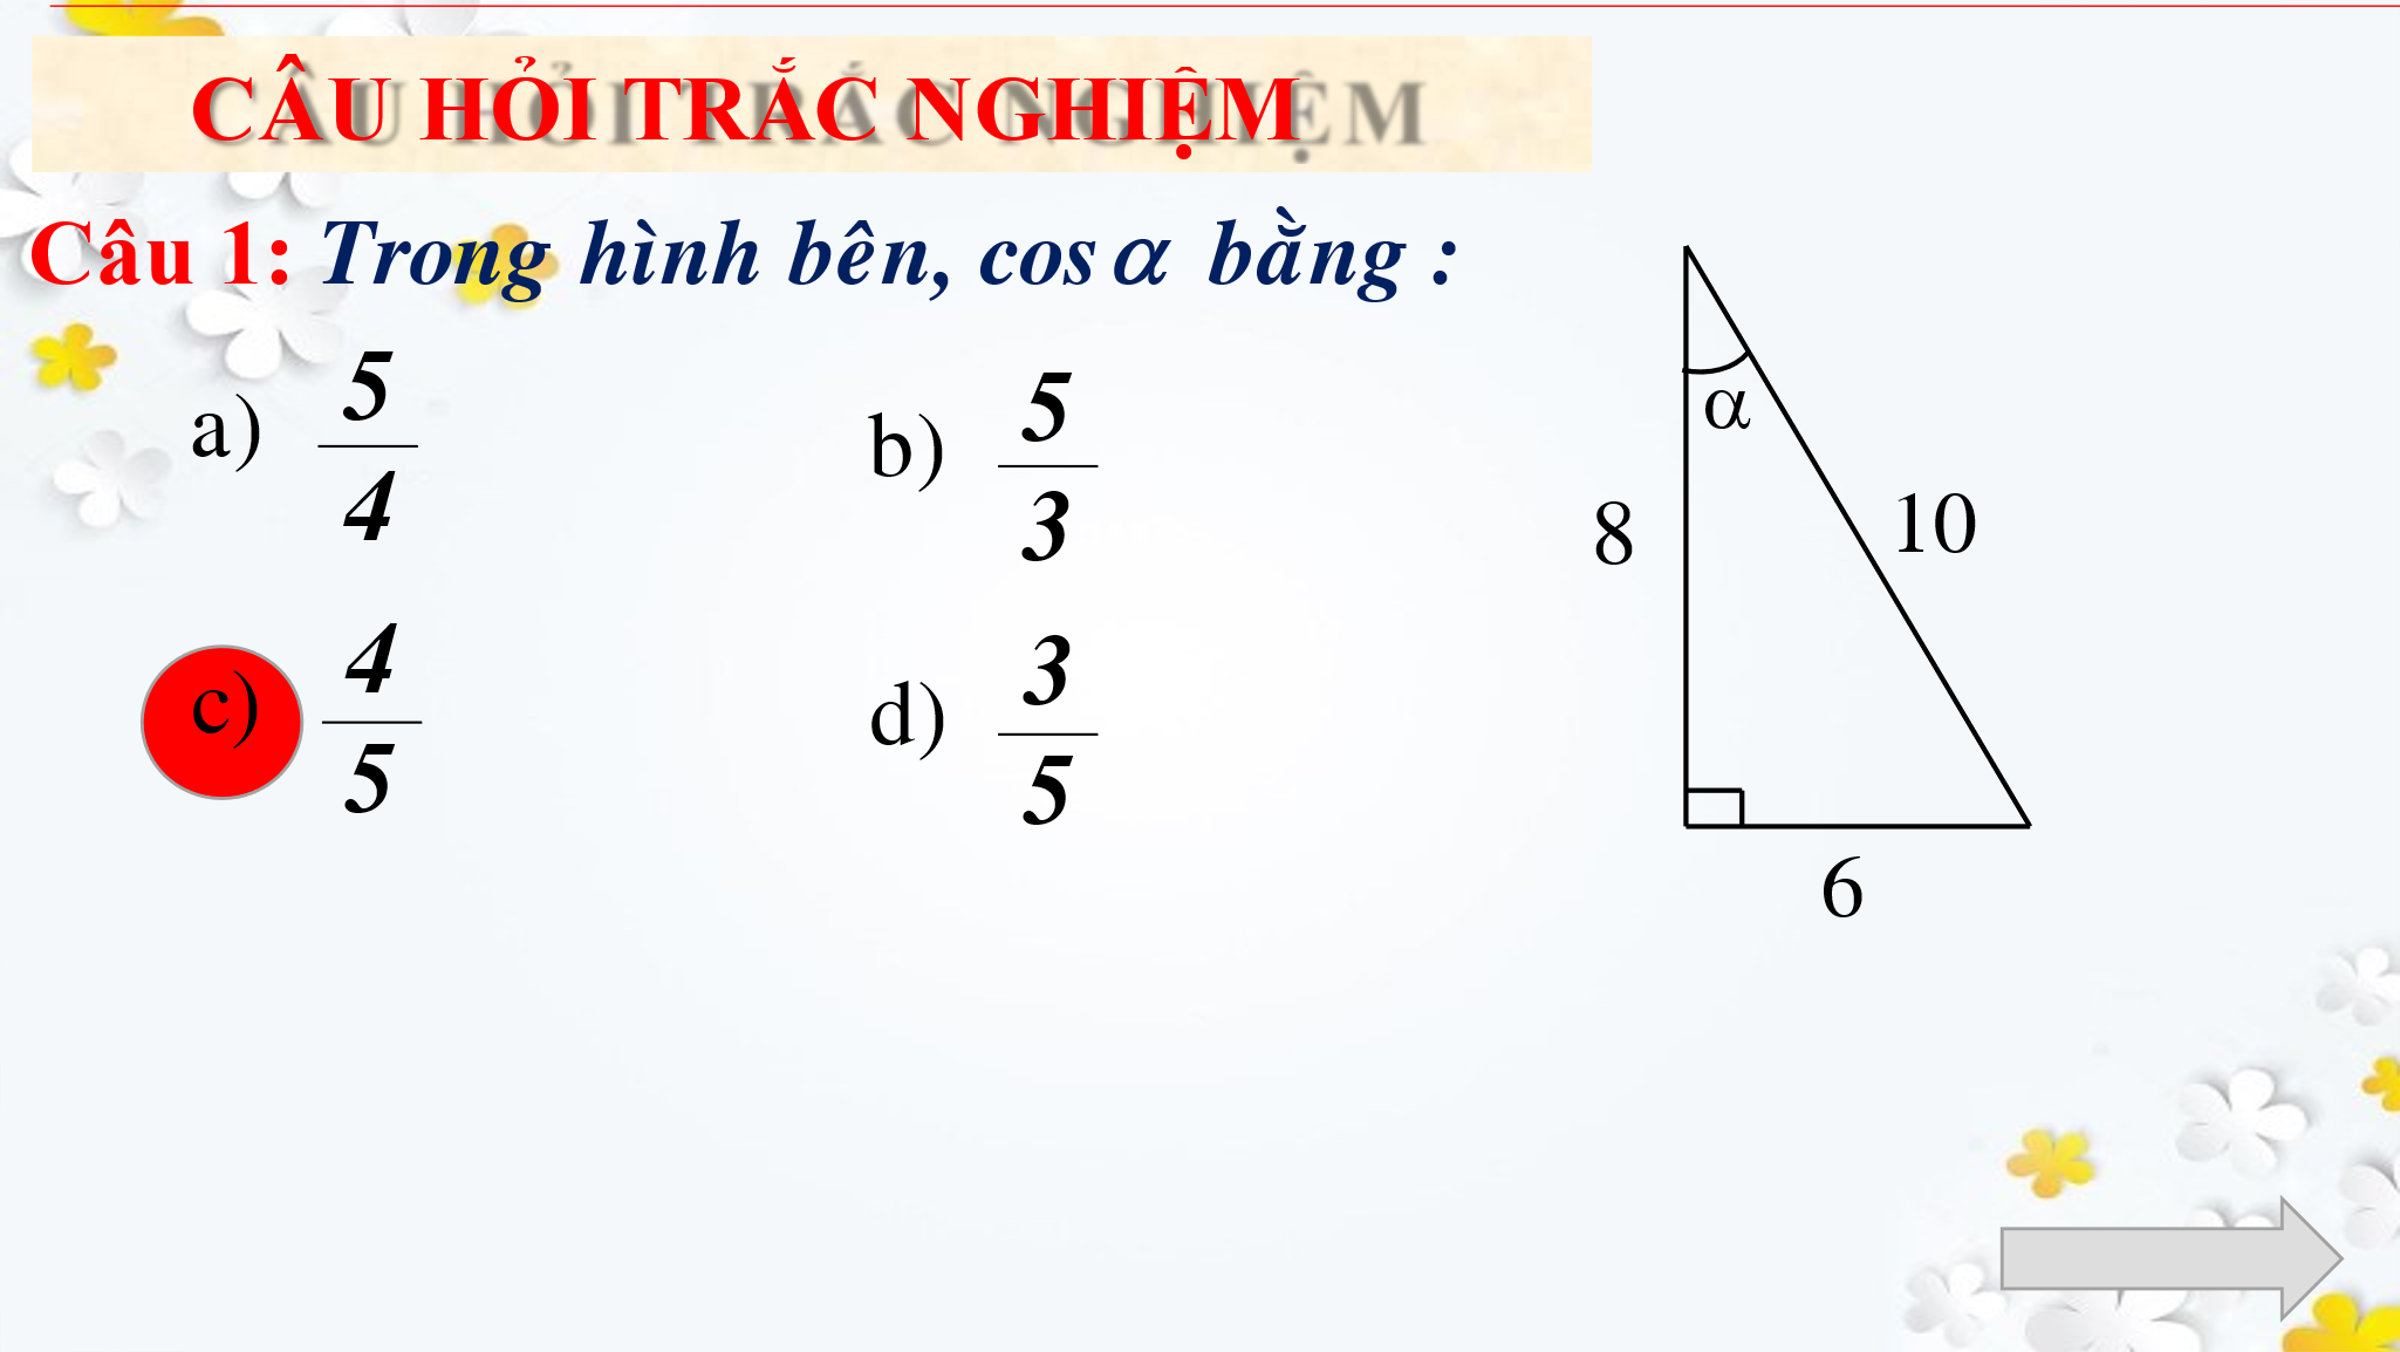 CÂU HỎI TRẮC NGHIỆM
Câu 1: Trong hình bên, cos α bằng :
a) 5/4
b) 5/3
c) 4/5
d) 3/5
α
8
10
6